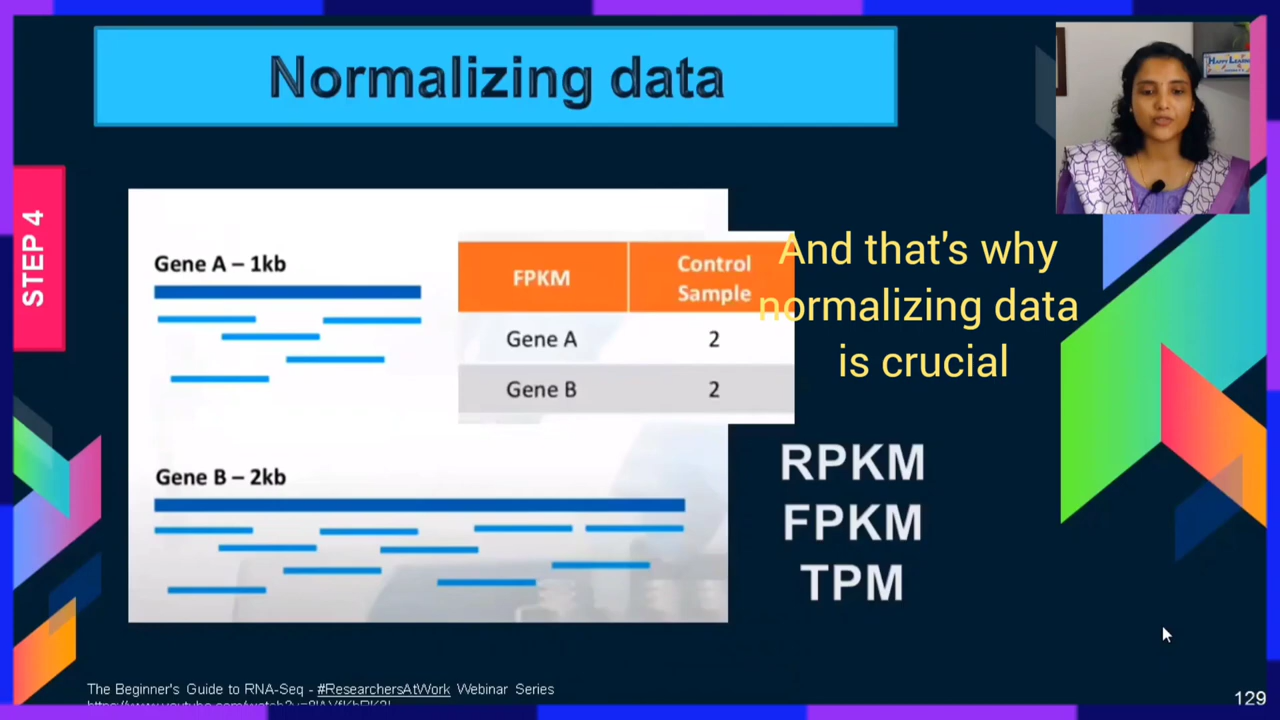 Normalizing data
STEP 4
Gene A – 1kb
FPKM
Control
Sample
Gene A
2
Gene B
2
Gene B – 2kb
And that's why
normalizing data
is crucial
RPKM
FPKM
TPM
The Beginner's Guide to RNA-Seq - #ResearchersAtWork Webinar Series
129